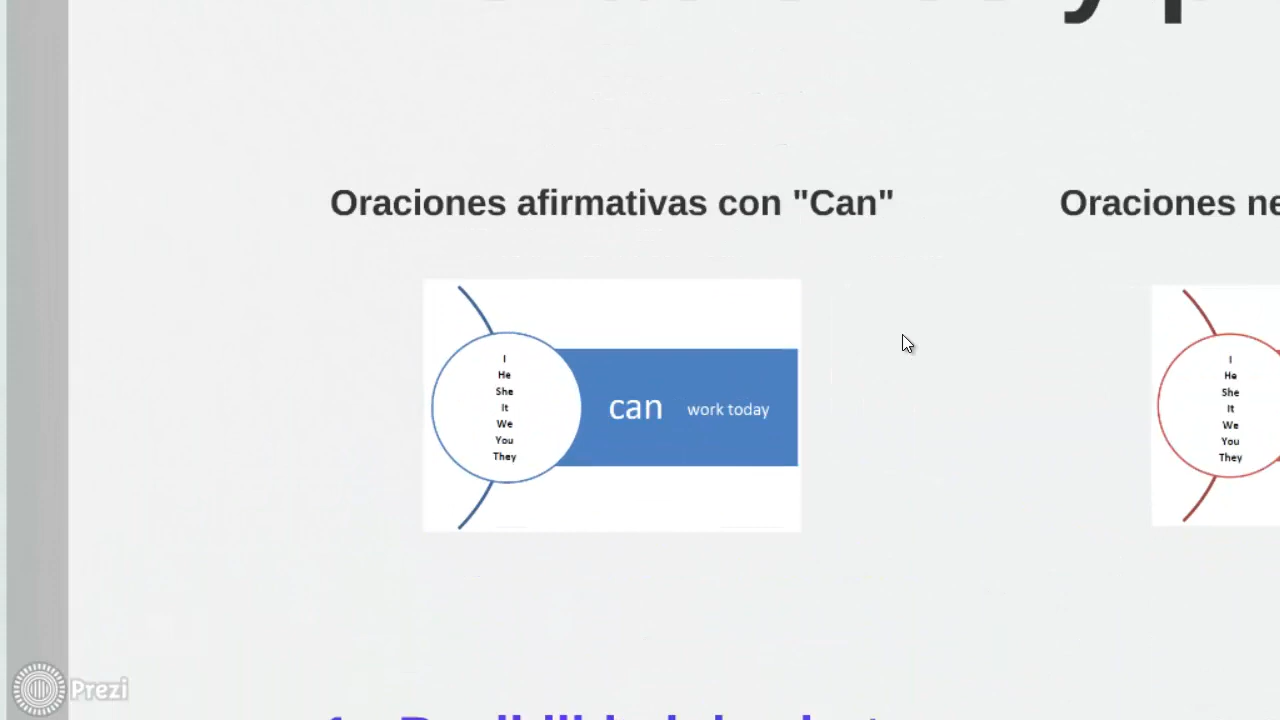 Oraciones afirmativas con "Can"
I
He
She
It
We
You
They
can work today
Oraciones
I
He
She
It
We
You
They
Prezi